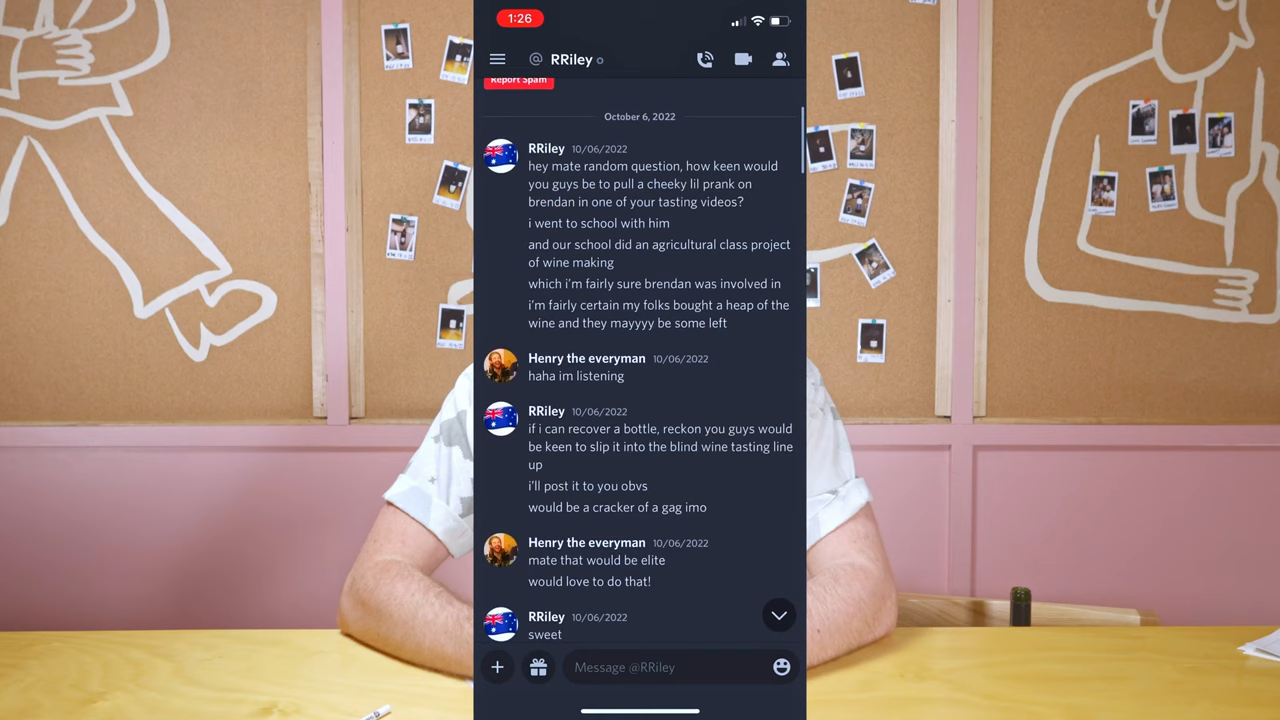 1:26
@ RRiley
Report Spam
October 6, 2022
RRiley 10/06/2022
hey mate random question, how keen would
you guys be to pull a cheeky lil prank on
brendan in one of your tasting videos?
i went to school with him
and our school did an agricultural class project
of wine making
which i'm fairly sure brendan was involved in
i'm fairly certain my folks bought a heap of the
wine and they mayyyy be some left
Henry the everyman 10/06/2022
haha im listening
RRiley 10/06/2022
if i can recover a bottle, reckon you guys would
be keen to slip it into the blind wine tasting line
up
i'll post it to you obvs
would be a cracker of a gag imo
Henry the everyman 10/06/2022
mate that would be elite
would love to do that!
RRiley 10/06/2022
sweet
Message @RRiley